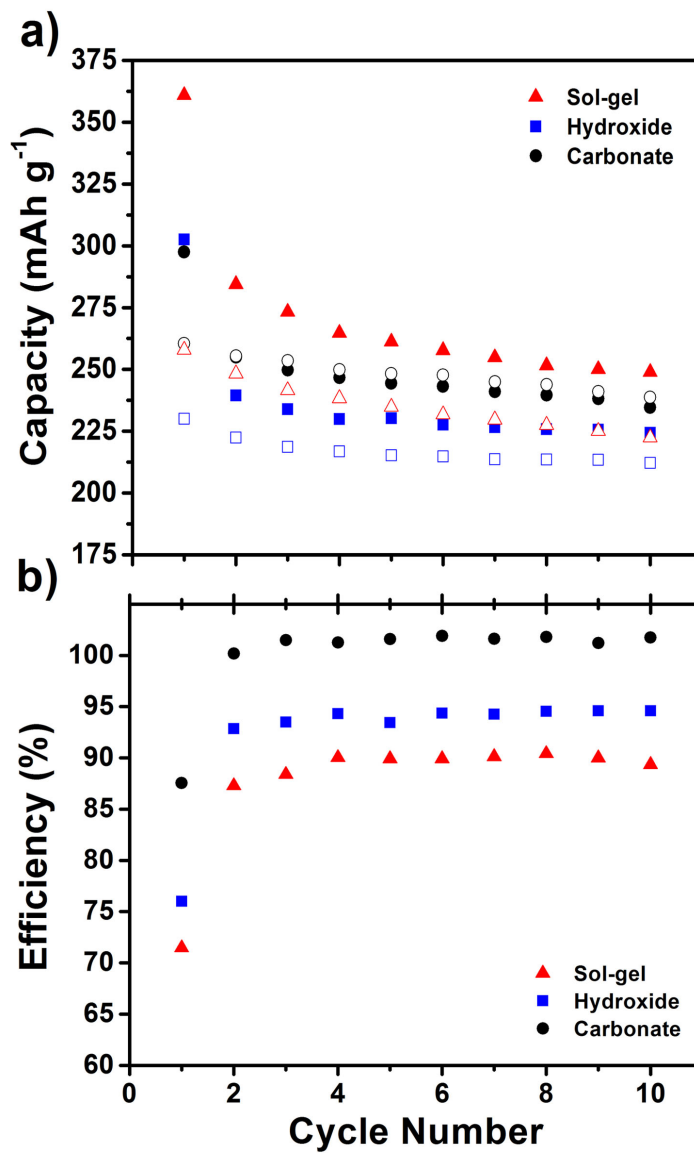 a)
375
350
325
300
275
250
225
200
175
Capacity (mAh g⁻¹)
Sol-gel
Hydroxide
Carbonate
b)
100
95
90
85
80
75
70
65
60
Efficiency (%)
Sol-gel
Hydroxide
Carbonate
0 2 4 6 8 10
Cycle Number